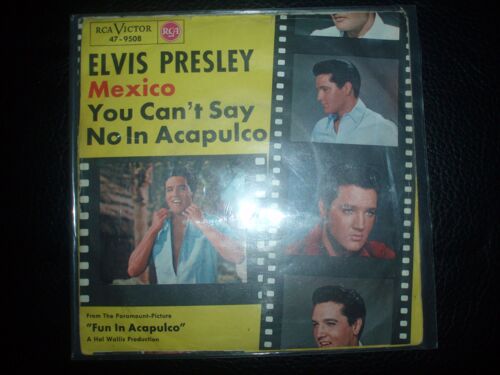 RCA VICTOR
47-9508
RCA
ELVIS PRESLEY
Mexico
You Can't Say
No In Acapulco
From The Paramount-Picture
"Fun In Acapulco"
A Hal Wallis Production